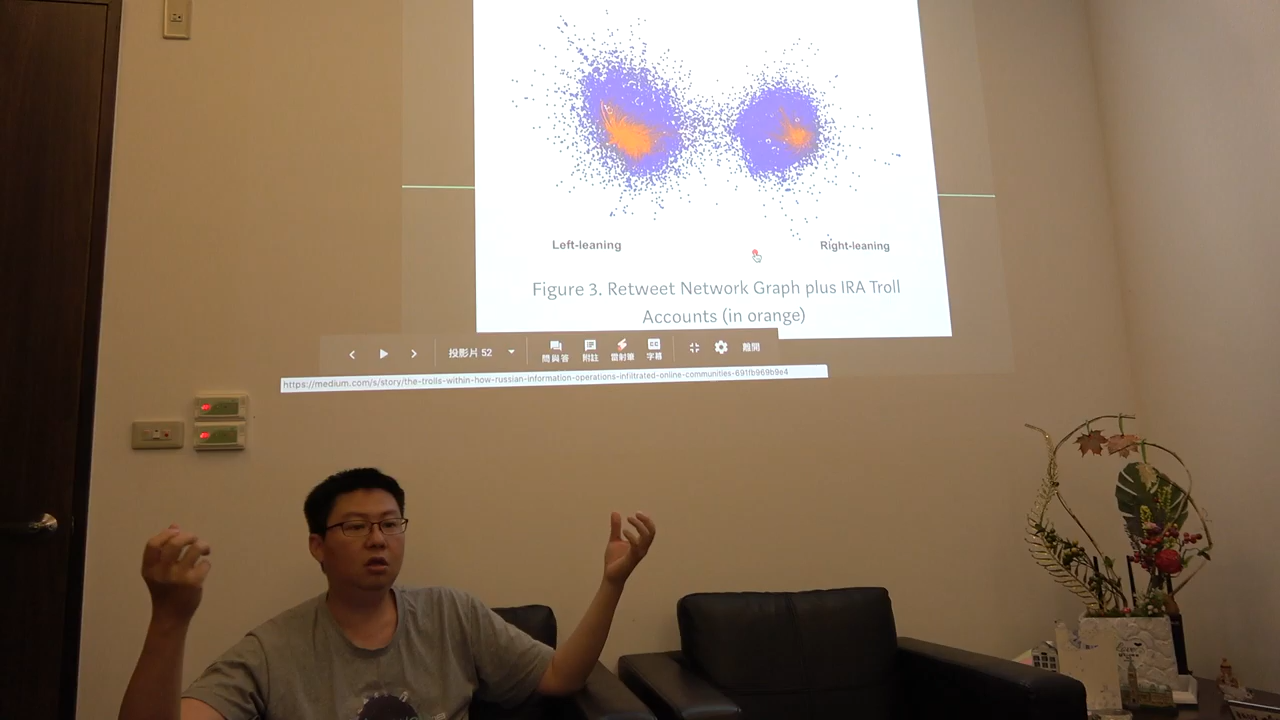 Left-leaning
Right-leaning
Figure 3. Retweet Network Graph plus IRA Troll
Accounts (in orange)
投影片 52
問與答
附註
雷射筆
CC
字幕
離開
https://medium.com/s/story/the-trolls-within-how-russian-information-operations-infiltrated-online-communities-691fb969b9e4